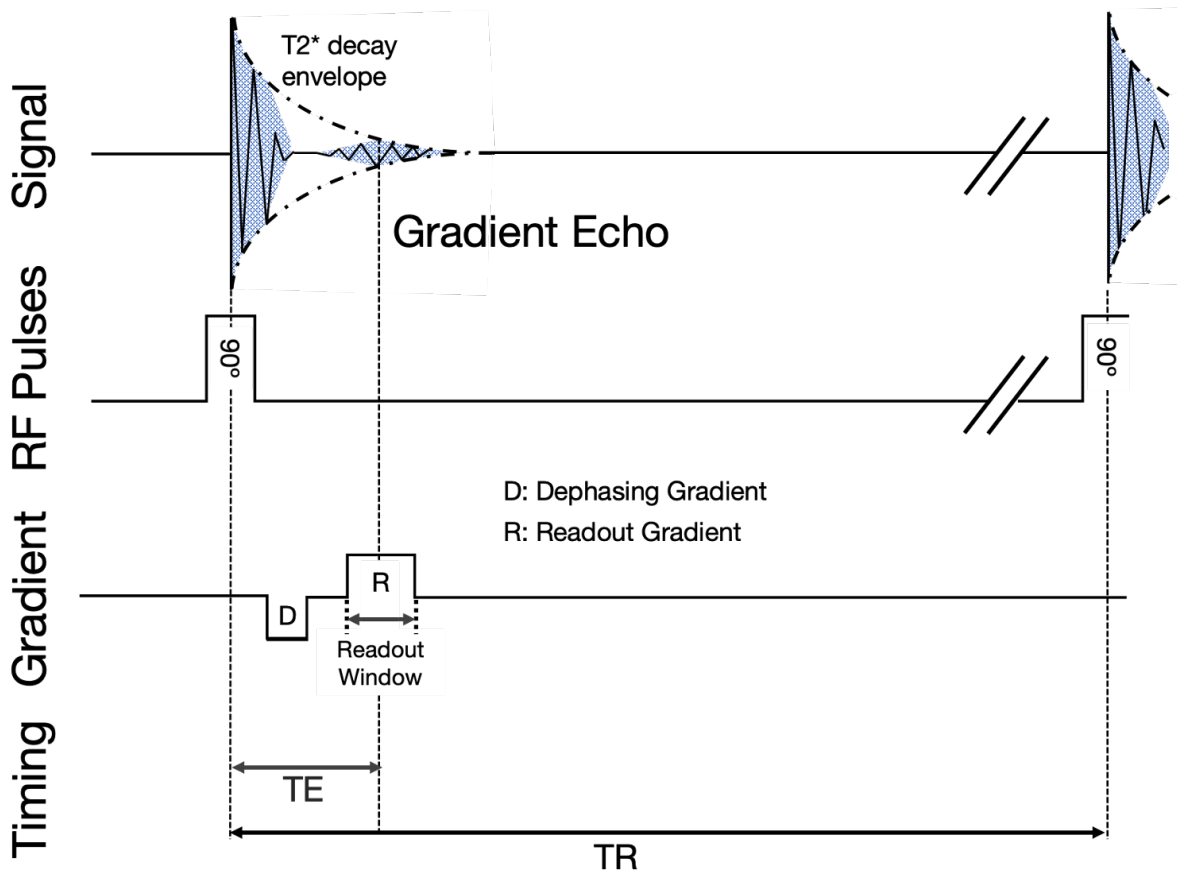 Signal
T2* decay
envelope
Gradient Echo
RF Pulses
90°
90°
D: Dephasing Gradient
R: Readout Gradient
Gradient
D
R
Readout
Window
Timing
TE
TR